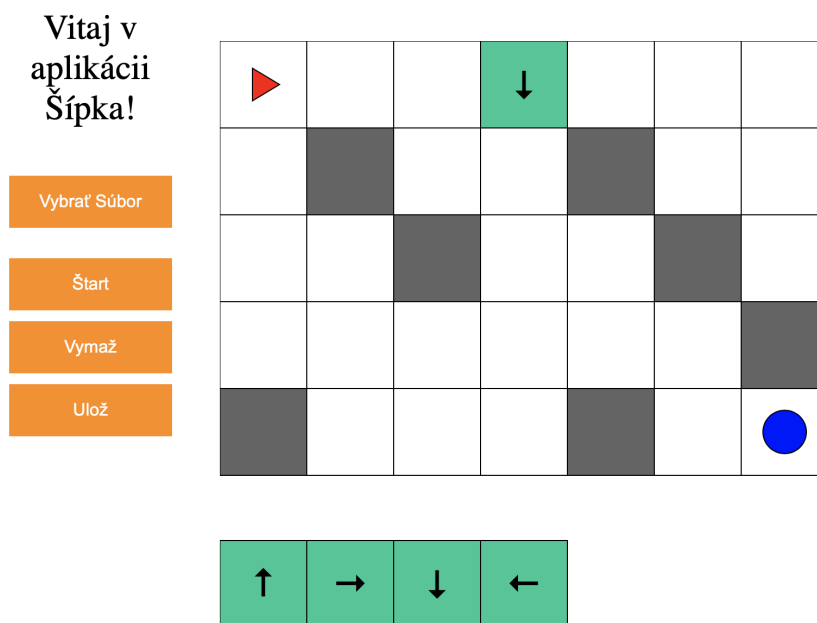 Vitaj v
aplikácii
Šípka!
Vybrať Súbor
Štart
Vymaž
Ulož